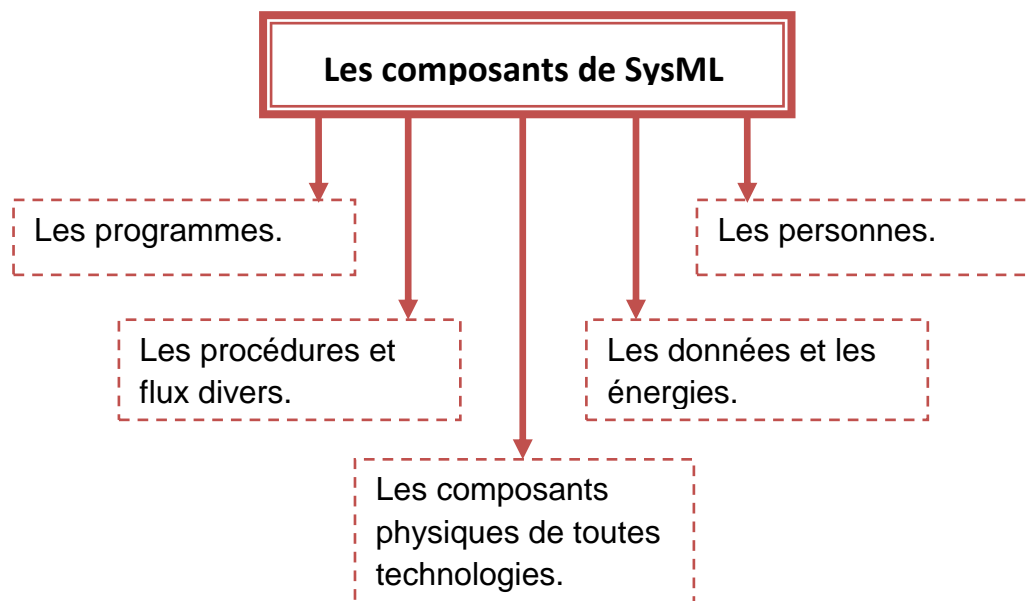 Les composants de SysML
Les programmes.
Les personnes.
Les procédures et
flux divers.
Les données et les
énergies.
Les composants
physiques de toutes
technologies.